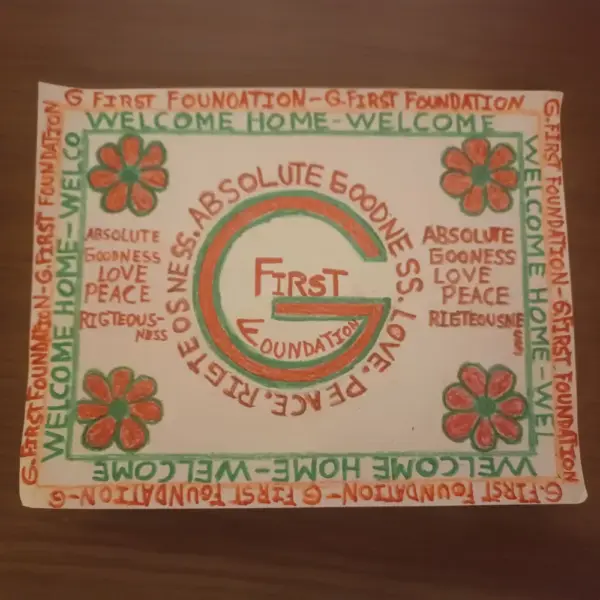 G FIRST FOUNDATION-G.FIRST FOUNDATION
WELCOME HOME-WELCOME
G.FIRST FOUNDATION-G.FIRST FOUNDATION
WELCOME HOME-WELCO
ABSOLUTE
GOODNESS
LOVE
PEACE
RIGTEOUS-
NESS
ABSOLUTE GOODNESS. LOVE. PEACE. RIGTEOSNESS.
G
FIRST
FOUNDATION
ABSOLUTE
GOONESS
LOVE
PEACE
RIGTEOUSNE
WELCOME HOME-WEL
G.FIRST FOUNDATION-G.FIRST FOUNDATION
WELCOME HOME-WELCOME
G.FIRST FOUNDATION-G.FIRST FOUNDATION-G